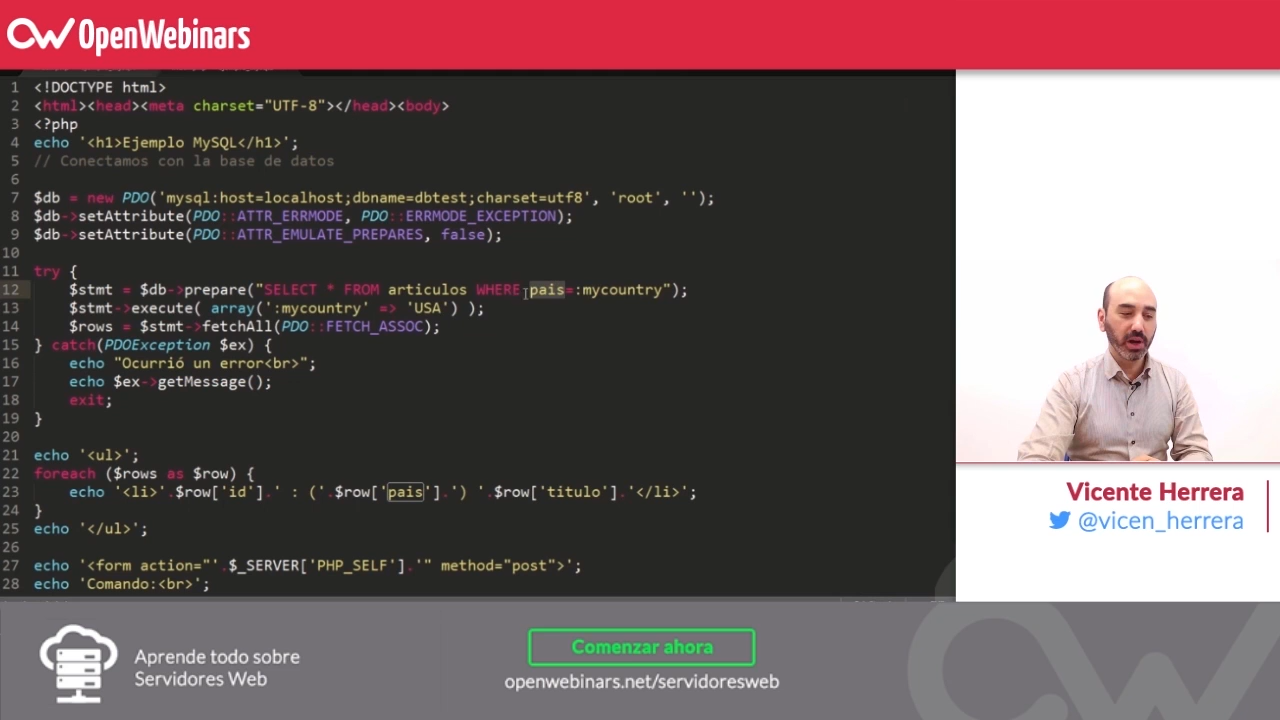 OpenWebinars
1 <!DOCTYPE html>
2 <html><head><meta charset="UTF-8"></head><body>
3 <?php
4 echo '<h1>Ejemplo MySQL</h1>';
5 // Conectamos con la base de datos
6
7 $db = new PDO('mysql:host=localhost;dbname=dbtest;charset=utf8', 'root', '');
8 $db->setAttribute(PDO::ATTR_ERRMODE, PDO::ERRMODE_EXCEPTION);
9 $db->setAttribute(PDO::ATTR_EMULATE_PREPARES, false);
10
11 try {
12 $stmt = $db->prepare("SELECT * FROM articulos WHERE pais=:mycountry");
13 $stmt->execute( array(':mycountry' => 'USA') );
14 $rows = $stmt->fetchAll(PDO::FETCH_ASSOC);
15 } catch(PDOException $ex) {
16 echo "Ocurrió un error<br>";
17 echo $ex->getMessage();
18 exit;
19 }
20
21 echo '<ul>';
22 foreach ($rows as $row) {
23 echo '<li>'.$row['id'].' : ('.$row['pais'].') '.$row['titulo'].'</li>';
24 }
25 echo '</ul>';
26
27 echo '<form action="'.$_SERVER['PHP_SELF'].'" method="post">';
28 echo 'Comando:<br>';
Vicente Herrera
@vicen_herrera
Aprende todo sobre
Servidores Web
Comenzar ahora
openwebinars.net/servidoresweb